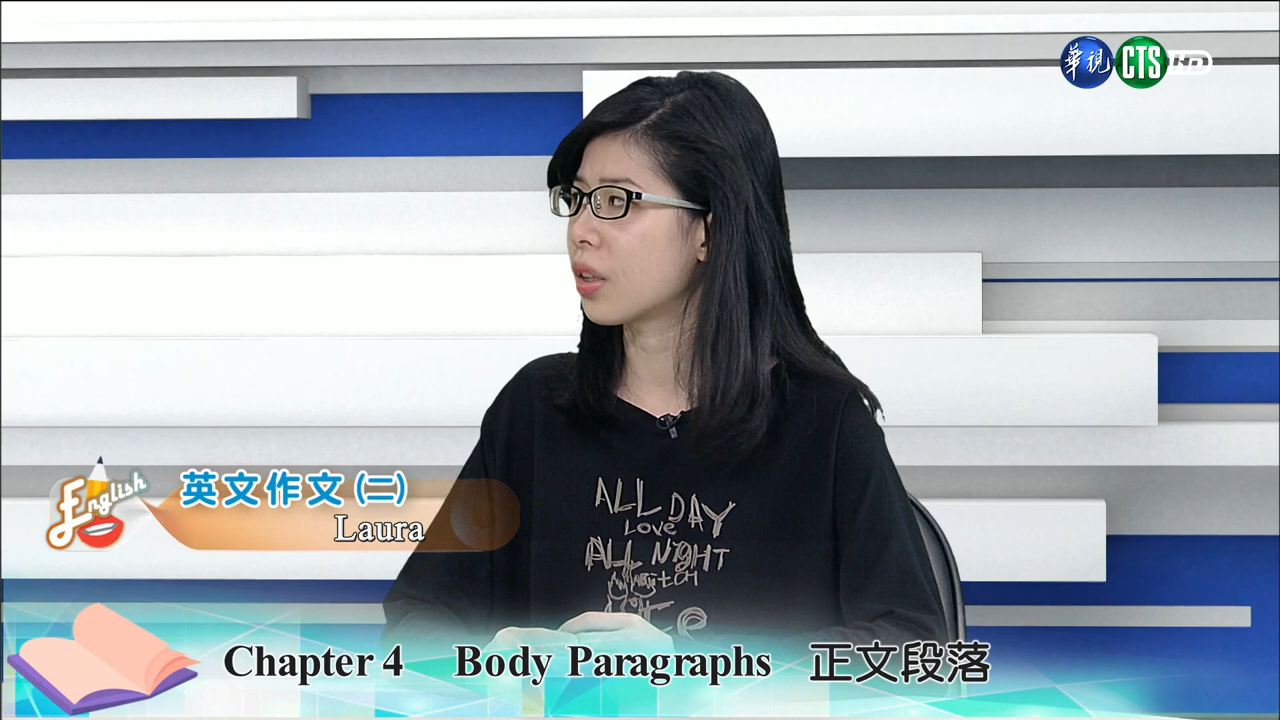 華視 CTS HD
ALL DAY
Love
ALL NIGHT
English
英文作文(二)
Laura
Chapter 4 Body Paragraphs 正文段落